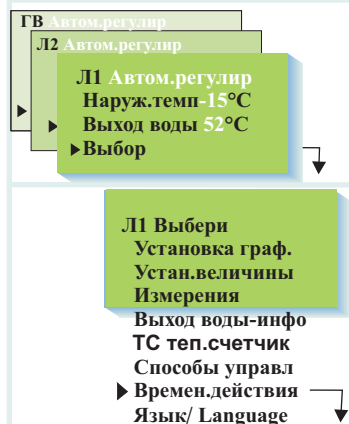 ГВ Автом.регулир
Л2 Автом.регулир
Л1 Автом.регулир
Наруж.темп-15°C
Выход воды 52°C
Выбор
Л1 Выбери
Установка граф.
Устан.величины
Измерения
Выход воды-инфо
ТС теп.счетчик
Способы управл
Времен.действия
Язык/ Language